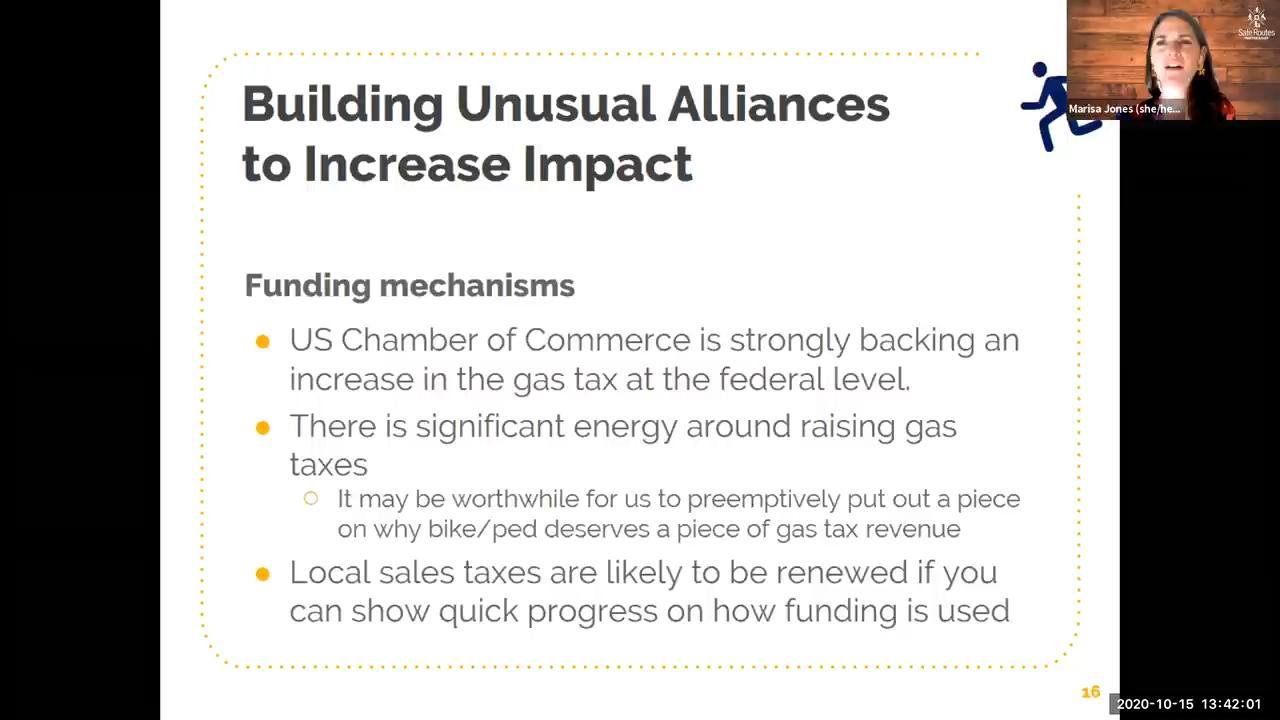 Building Unusual Alliances
to Increase Impact
Funding mechanisms
US Chamber of Commerce is strongly backing an
increase in the gas tax at the federal level.
There is significant energy around raising gas
taxes
It may be worthwhile for us to preemptively put out a piece
on why bike/ped deserves a piece of gas tax revenue
Local sales taxes are likely to be renewed if you
can show quick progress on how funding is used
16
Safe Routes
PARTNERSHIP
Marisa Jones (she/he...
2020-10-15 13:42:01